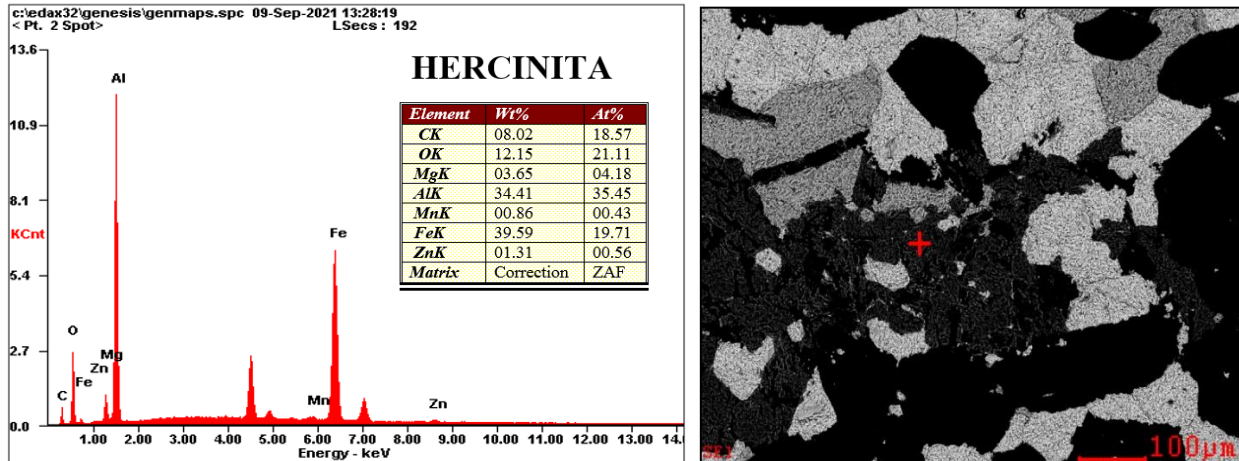 c:\edax32\genesis\genmaps.spc 09-Sep-2021 13:28:19
< Pt. 2 Spot> LSecs : 192
HERCINITA
Element Wt% At%
CK 08.02 18.57
OK 12.15 21.11
MgK 03.65 04.18
AlK 34.41 35.45
MnK 00.86 00.43
FeK 39.59 19.71
ZnK 01.31 00.56
Matrix Correction ZAF
13.6
10.9
8.1
KCnt
5.4
2.7
0.0
C
O
Fe
Zn
Mg
Al
Mn
Fe
Zn
1.00 2.00 3.00 4.00 5.00 6.00 7.00 8.00 9.00 10.00 11.00 12.00 13.00 14.0
Energy - keV
SEI 100µm